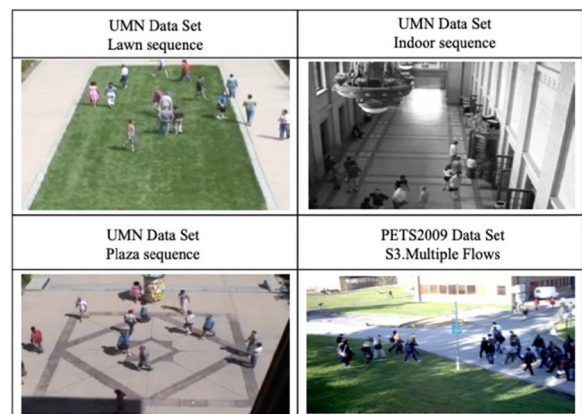 UMN Data Set
Lawn sequence
UMN Data Set
Indoor sequence
UMN Data Set
Plaza sequence
PETS2009 Data Set
S3.Multiple Flows